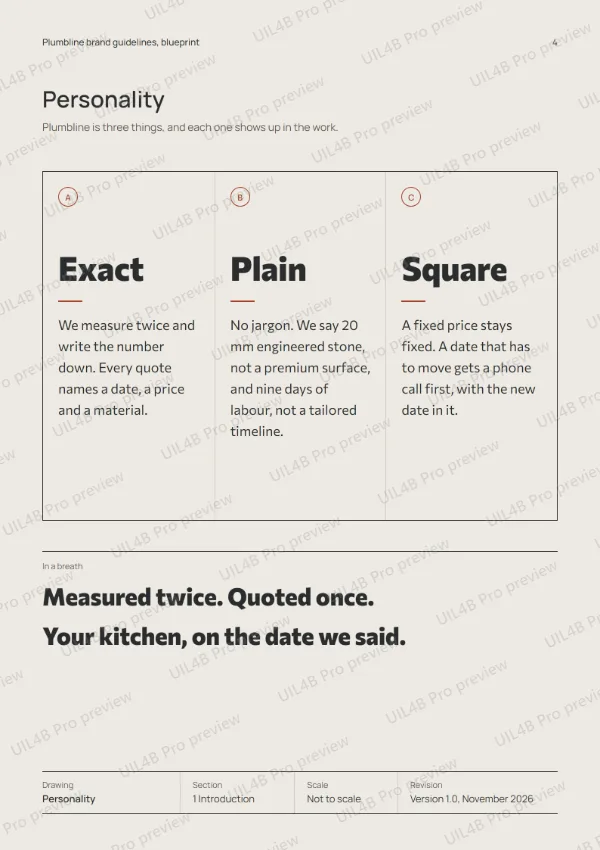 Plumbline brand guidelines, blueprint
4
Personality
Plumbline is three things, and each one shows up in the work.
A
Exact
We measure twice and
write the number
down. Every quote
names a date, a price
and a material.
B
Plain
No jargon. We say 20
mm engineered stone,
not a premium surface,
and nine days of
labour, not a tailored
timeline.
C
Square
A fixed price stays
fixed. A date that has
to move gets a phone
call first, with the new
date in it.
In a breath
Measured twice. Quoted once.
Your kitchen, on the date we said.
Drawing
Personality
Section
1 Introduction
Scale
Not to scale
Revision
Version 1.0, November 2026
UIL4B Pro preview